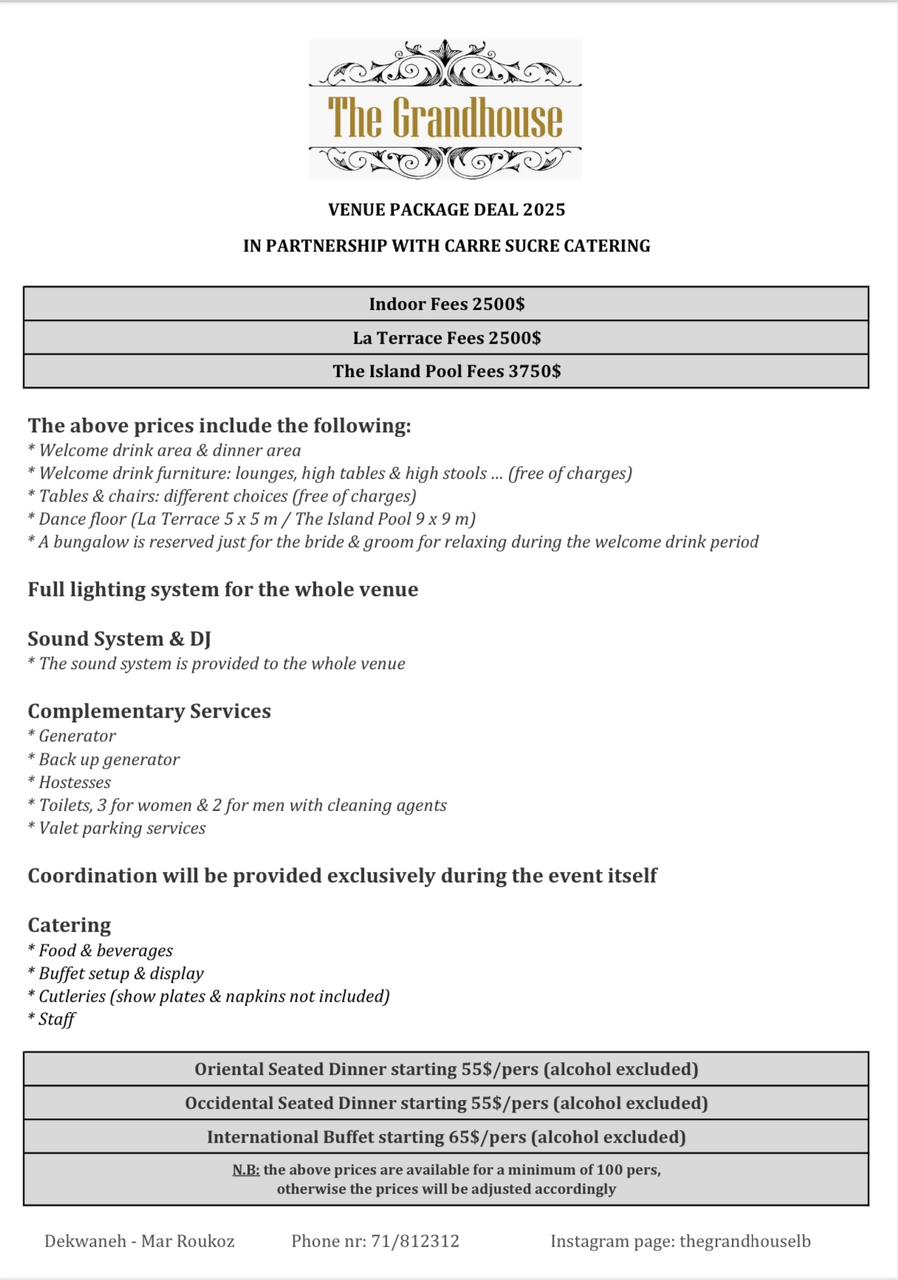 The Grandhouse
VENUE PACKAGE DEAL 2025
IN PARTNERSHIP WITH CARRE SUCRE CATERING
Indoor Fees 2500$
La Terrace Fees 2500$
The Island Pool Fees 3750$
The above prices include the following:
* Welcome drink area & dinner area
* Welcome drink furniture: lounges, high tables & high stools ... (free of charges)
* Tables & chairs: different choices (free of charges)
* Dance floor (La Terrace 5 x 5 m / The Island Pool 9 x 9 m)
* A bungalow is reserved just for the bride & groom for relaxing during the welcome drink period
Full lighting system for the whole venue
Sound System & DJ
* The sound system is provided to the whole venue
Complementary Services
* Generator
* Back up generator
* Hostesses
* Toilets, 3 for women & 2 for men with cleaning agents
* Valet parking services
Coordination will be provided exclusively during the event itself
Catering
* Food & beverages
* Buffet setup & display
* Cutleries (show plates & napkins not included)
* Staff
Oriental Seated Dinner starting 55$/pers (alcohol excluded)
Occidental Seated Dinner starting 55$/pers (alcohol excluded)
International Buffet starting 65$/pers (alcohol excluded)
N.B: the above prices are available for a minimum of 100 pers,
otherwise the prices will be adjusted accordingly
Dekwaneh - Mar Roukoz Phone nr: 71/812312 Instagram page: thegrandhouselb